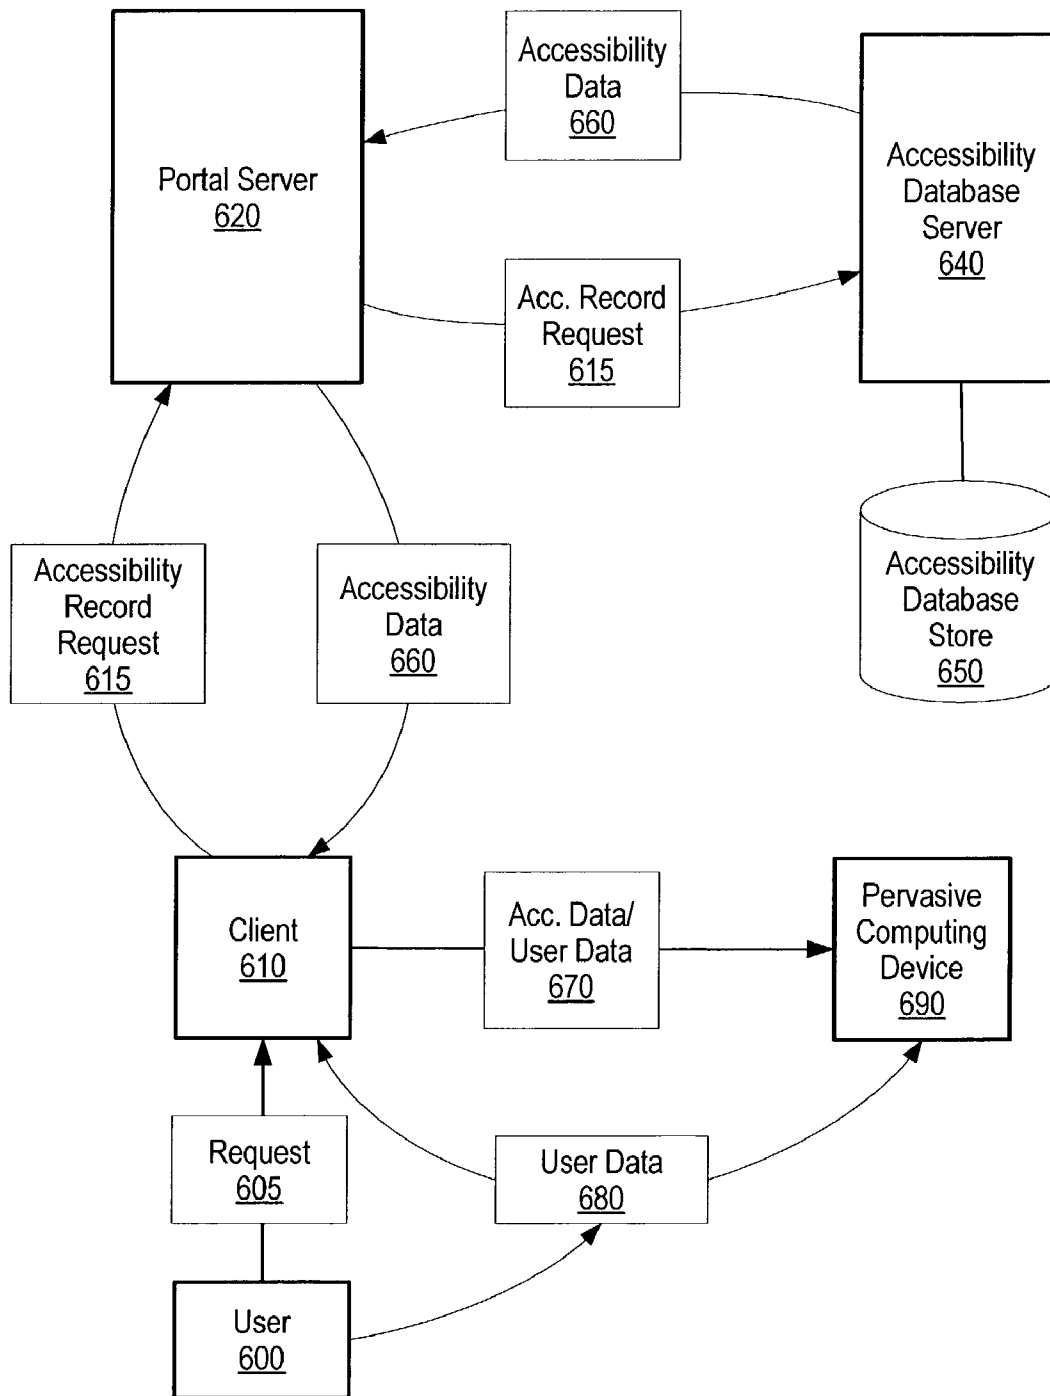 Accessibility
Data
660
Portal Server
620
Accessibility
Database
Server
640
Acc. Record
Request
615
Accessibility
Record
Request
615
Accessibility
Data
660
Accessibility
Database
Store
650
Client
610
Acc. Data/
User Data
670
Pervasive
Computing
Device
690
Request
605
User Data
680
User
600